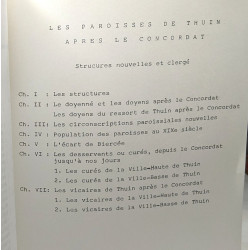 LES PAROISSES DE THUIN
APRES LE CONCORDAT
Strucures nouvelles et clergé
Ch. I : Les structures
Ch. II : Le doyenné et les doyens après le Concordat
Les doyens du ressort de Thuin après le Concordat
Ch. III: Les circonscriptions paroissiales nouvelles
Ch. IV : Population des paroisses au XIXe siècle
Ch. V : L'écart de Biercée
Ch. VI : Les desservants ou curés, depuis le Concordat
jusqu'à nos jours
1. Les curés de la Ville-Haute de Thuin
2. Les curés de la Ville-Basse de Thuin
Ch. VII: Les vicaires de Thuin après le Concordat
1. Les vicaires de la Ville-Haute de Thuin
2. Les vicaires de la Ville-Basse de Thuin